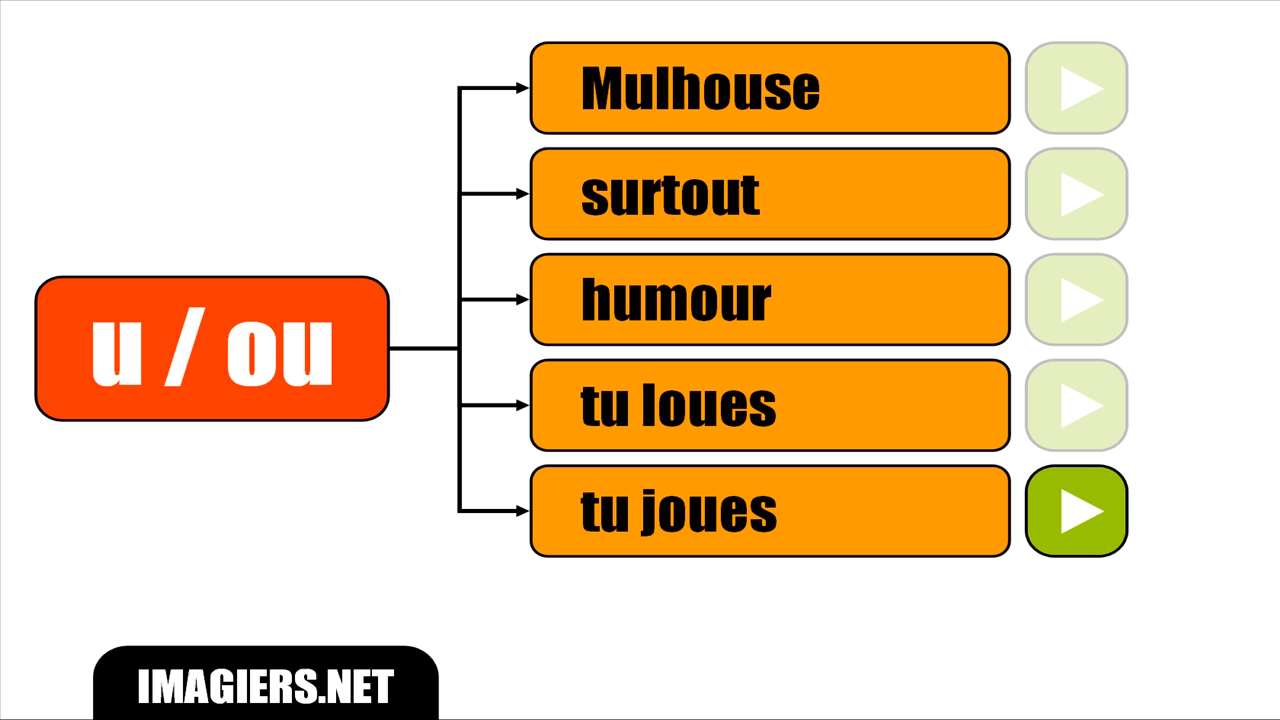 u / ou
Mulhouse
surtout
humour
tu loues
tu joues
IMAGIERS.NET